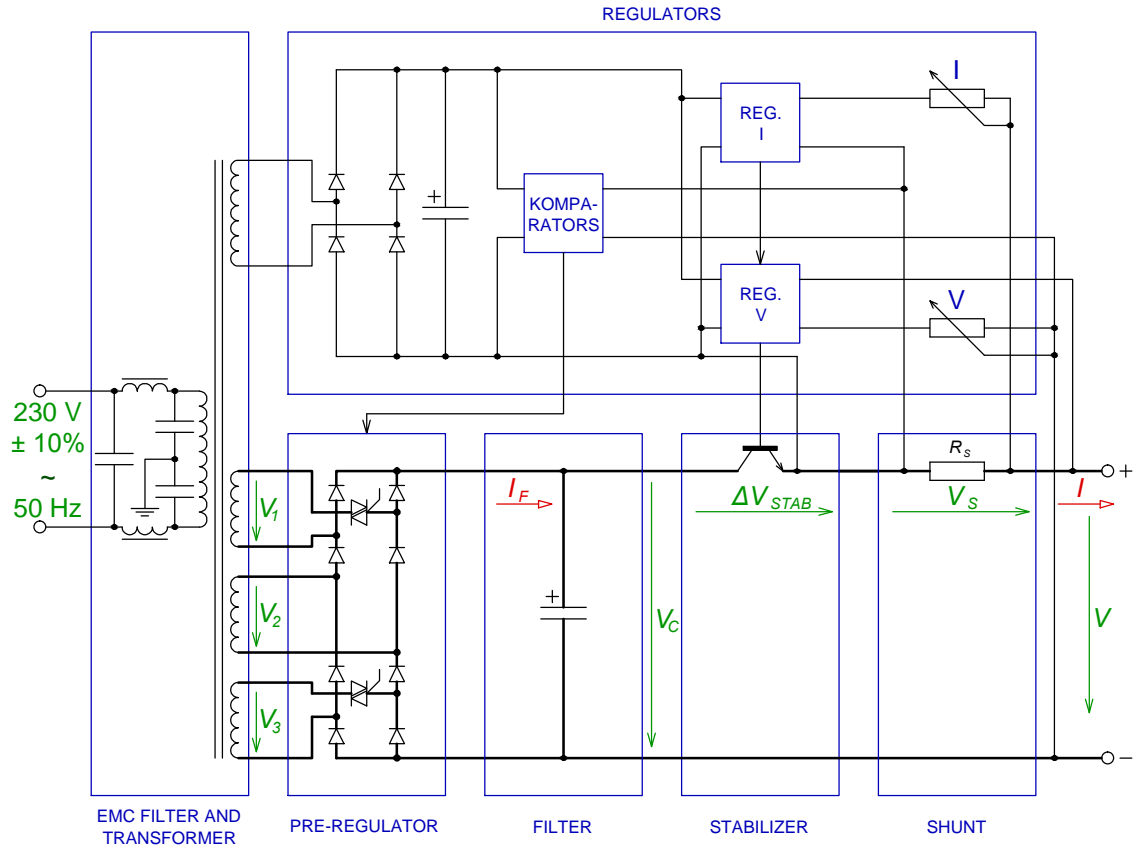 REGULATORS
I
REG.
I
KOMPA-
RATORS
REG.
V
V
230 V
± 10%
~
50 Hz
+
+
+
−
V1
V2
V3
IF
VC
ΔVSTAB
RS
VS
I
V
EMC FILTER AND
TRANSFORMER
PRE-REGULATOR
FILTER
STABILIZER
SHUNT